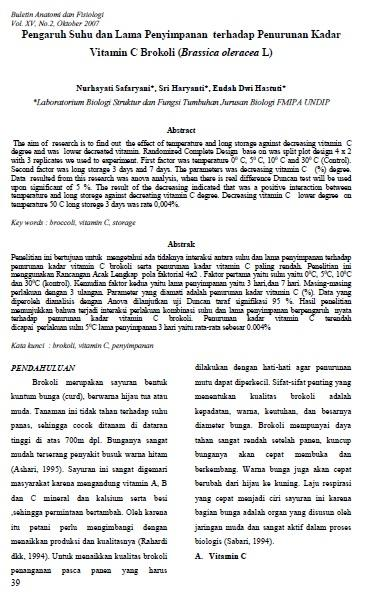 Buletin Anatomi dan Fisiologi
Vol. XV, No.2, Oktober 2007
Pengaruh Suhu dan Lama Penyimpanan terhadap Penurunan Kadar
Vitamin C Brokoli (Brassica oleracea L)
Nurhayati Safaryani*, Sri Haryanti*, Endah Dwi Hastuti*
*Laboratorium Biologi Struktur dan Fungsi Tumbuhan Jurusan Biologi FMIPA UNDIP
Abstract
The aim of research is to find out the effect of temperature and long storage against decreasing vitamin C
degree and was lower decreated vitamin. Randomized Complete Design base on was split plot design 4 x 2
with 3 replicates we used to experiment. First factor was temperature 0⁰ C, 5⁰ C, 10⁰ C and 30⁰ C (Control).
Second factor was long storage 3 days and 7 days. The parameters was decreasing vitamin C (%) degree.
Data resulted from this research was anova analyis, when there is real difference Duncan test will be used
upon significant of 5 %. The result of the decreasing indicated that was a positive interaction between
temperature and long storege against decreasing vitamin C degree. Decreasing vitamin C lower degree on
temperature 50 C long storege 3 days was rate 0,004%.
Key words : broccoli, vitamin C, storage
Abstrak
Penelitian ini bertujuan untuk mengetahui ada tidaknya interaksi antara suhu dan lama penyimpanan terhadap
penurunan kadar vitamin C brokoli serta penurunan kadar vitamin C paling rendah. Penelitian ini
menggunakan Rancangan Acak Lengkap pola faktorial 4x2 . Faktor pertama yaitu suhu yaitu 0⁰C, 5⁰C, 10⁰C
dan 30⁰C (kontrol). Kemudian faktor kedua yaitu lama penyimpanan yaitu 3 hari,dan 7 hari. Masing-masing
perlakuan dengan 3 ulangan. Parameter yang diamati adalah penurunan kadar vitamin C (%). Data yang
diperoleh dianalisis dengan Anova dilanjutkan uji Duncan taraf signifikasi 95 %. Hasil penelitian
menunjukkan bahwa terjadi interaksi perlakuan kombinasi suhu dan lama penyimpanan berpengaruh nyata
terhadap penurunan kadar vitamin C brokoli. Penurunan kadar vitamin C terendah
dicapai perlakuan suhu 5⁰C lama penyimpanan 3 hari yaitu rata-rata sebesar 0.004%
Kata kunci : brokoli, vitamin C, penyimpanan
PENDAHULUAN
Brokoli merupakan sayuran bentuk
kuntum bunga (curd), berwarna hijau tua atau
muda. Tanaman ini tidak tahan terhadap suhu
panas, sehingga cocok ditanam di dataran
tinggi di atas 700m dpl. Bunganya sangat
mudah terserang penyakit busuk warna hitam
(Ashari, 1995). Sayuran ini sangat digemari
masyarakat karena mengandung vitamin A, B
dan C mineral dan kalsium serta besi
,sehingga permintaan bertambah. Oleh karena
itu petani perlu mengimbangi dengan
menaikkan produksi dan kualitasnya (Rahardi
dkk, 1994). Untuk menaikkan kualitas brokoli
penanganan pasca panen yang harus
dilakukan dengan hati-hati agar penurunan
mutu dapat diperkecil. Sifat-sifat penting yang
menentukan kualitas brokoli adalah
kepadatan, warna, keutuhan, dan besarnya
diameter bunga. Brokoli mempunyai daya
tahan sangat rendah setelah panen, kuncup
bunganya akan cepat membuka dan
berkembang. Warna bunga juga akan cepat
berubah dari hijau ke kuning. Laju respirasi
yang cepat menjadi ciri sayuran ini karena
bagian bunga adalah organ yang disusun oleh
jaringan muda dan sangat aktif dalam proses
biologis (Sabari, 1994).
A. Vitamin C
39